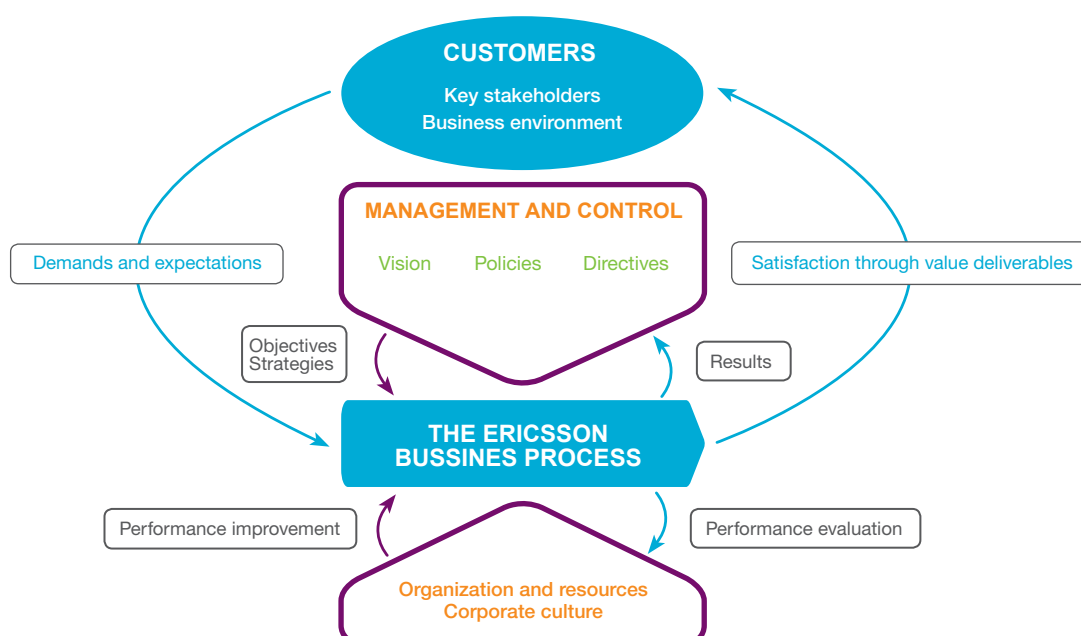 CUSTOMERS
Key stakeholders
Business environment
MANAGEMENT AND CONTROL
Vision Policies Directives
Demands and expectations
Satisfaction through value deliverables
Objectives
Strategies
Results
THE ERICSSON
BUSSINES PROCESS
Performance improvement
Performance evaluation
Organization and resources
Corporate culture